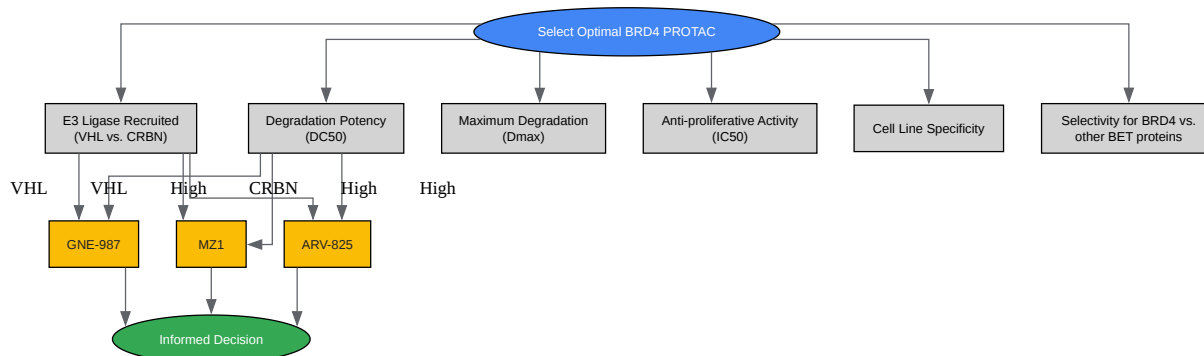 Select Optimal BRD4 PROTAC
E3 Ligase Recruited
(VHL vs. CRBN)
Degradation Potency
(DC50)
Maximum Degradation
(Dmax)
Anti-proliferative Activity
(IC50)
Cell Line Specificity
Selectivity for BRD4 vs.
other BET proteins
VHL
VHL
High
CRBN
High
High
GNE-987
MZ1
ARV-825
Informed Decision